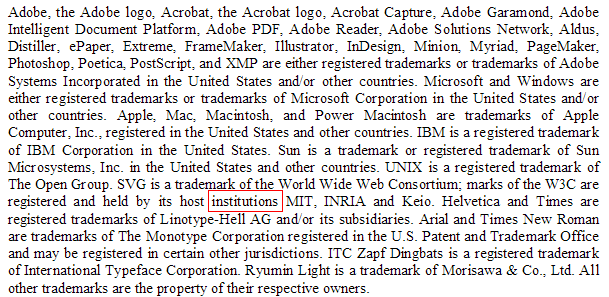 Adobe, the Adobe logo, Acrobat, the Acrobat logo, Acrobat Capture, Adobe Garamond, Adobe
Intelligent Document Platform, Adobe PDF, Adobe Reader, Adobe Solutions Network, Aldus,
Distiller, ePaper, Extreme, FrameMaker, Illustrator, InDesign, Minion, Myriad, PageMaker,
Photoshop, Poetica, PostScript, and XMP are either registered trademarks or trademarks of Adobe
Systems Incorporated in the United States and/or other countries. Microsoft and Windows are
either registered trademarks or trademarks of Microsoft Corporation in the United States and/or
other countries. Apple, Mac, Macintosh, and Power Macintosh are trademarks of Apple
Computer, Inc., registered in the United States and other countries. IBM is a registered trademark
of IBM Corporation in the United States. Sun is a trademark or registered trademark of Sun
Microsystems, Inc. in the United States and other countries. UNIX is a registered trademark of
The Open Group. SVG is a trademark of the World Wide Web Consortium; marks of the W3C are
registered and held by its host institutions MIT, INRIA and Keio. Helvetica and Times are
registered trademarks of Linotype-Hell AG and/or its subsidiaries. Arial and Times New Roman
are trademarks of The Monotype Corporation registered in the U.S. Patent and Trademark Office
and may be registered in certain other jurisdictions. ITC Zapf Dingbats is a registered trademark
of International Typeface Corporation. Ryumin Light is a trademark of Morisawa & Co., Ltd. All
other trademarks are the property of their respective owners.